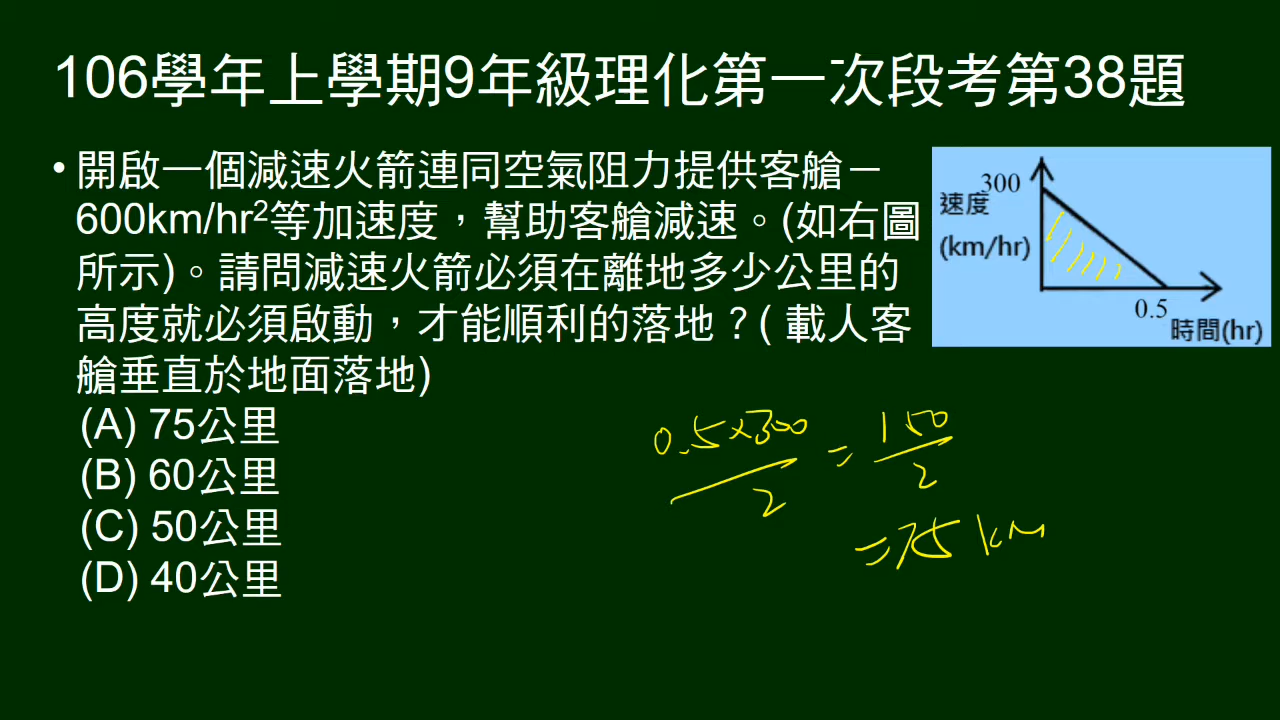 106學年上學期9年級理化第一次段考第38題
• 開啟一個減速火箭連同空氣阻力提供客艙－
600km/hr²等加速度，幫助客艙減速。(如右圖
所示)。請問減速火箭必須在離地多少公里的
高度就必須啟動，才能順利的落地？( 載人客
艙垂直於地面落地)
(A) 75公里
(B) 60公里
(C) 50公里
(D) 40公里
300
速度
(km/hr)
0.5
時間(hr)
0.5×300/2 = 150/2
=75 km